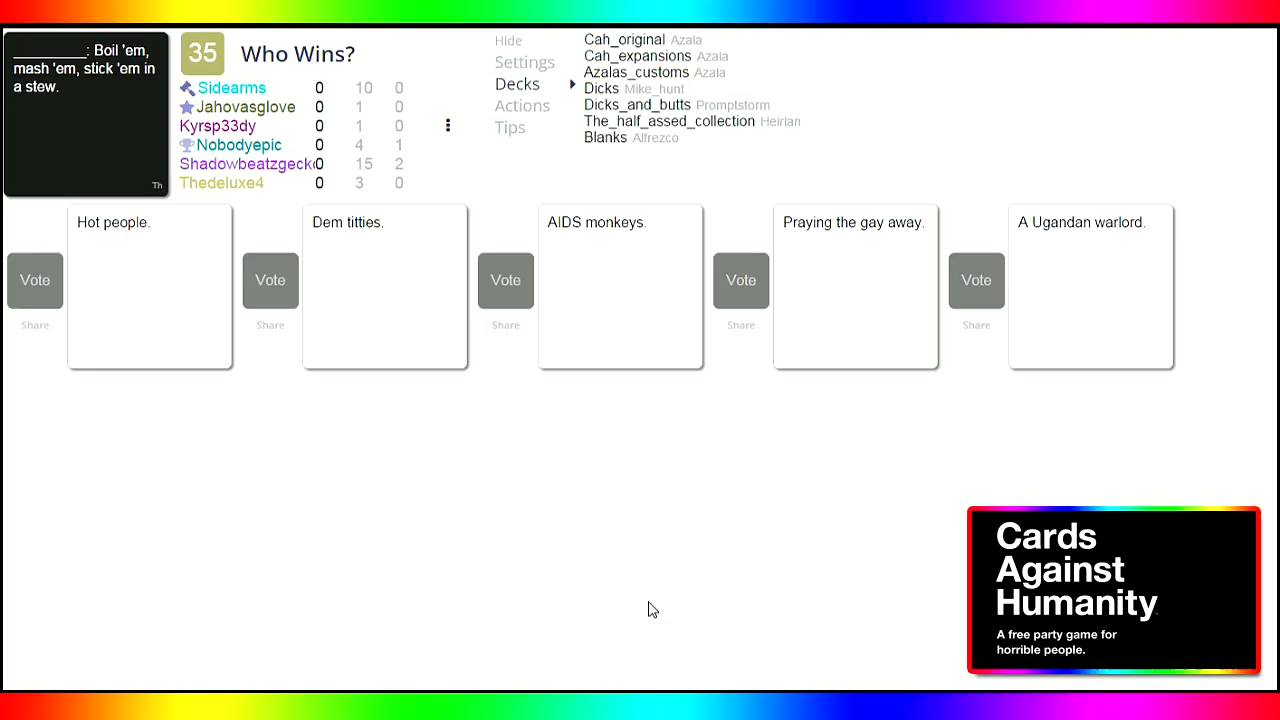 ________: Boil 'em,
mash 'em, stick 'em in
a stew.
Th
35 Who Wins?
Sidearms 0 10 0
Jahovasglove 0 1 0
Kyrsp33dy 0 1 0
Nobodyepic 0 4 1
Shadowbeatzgeck 0 15 2
Thedeluxe4 0 3 0
Hide
Settings
Decks
Actions
Tips
Cah_original Azala
Cah_expansions Azala
Azalas_customs Azala
Dicks Mike_hunt
Dicks_and_butts Promptstorm
The_half_assed_collection Heirlan
Blanks Alfrezco
Vote
Share
Hot people.
Vote
Share
Dem titties.
Vote
Share
AIDS monkeys.
Vote
Share
Praying the gay away.
Vote
Share
A Ugandan warlord.
Cards
Against
Humanity
A free party game for
horrible people.